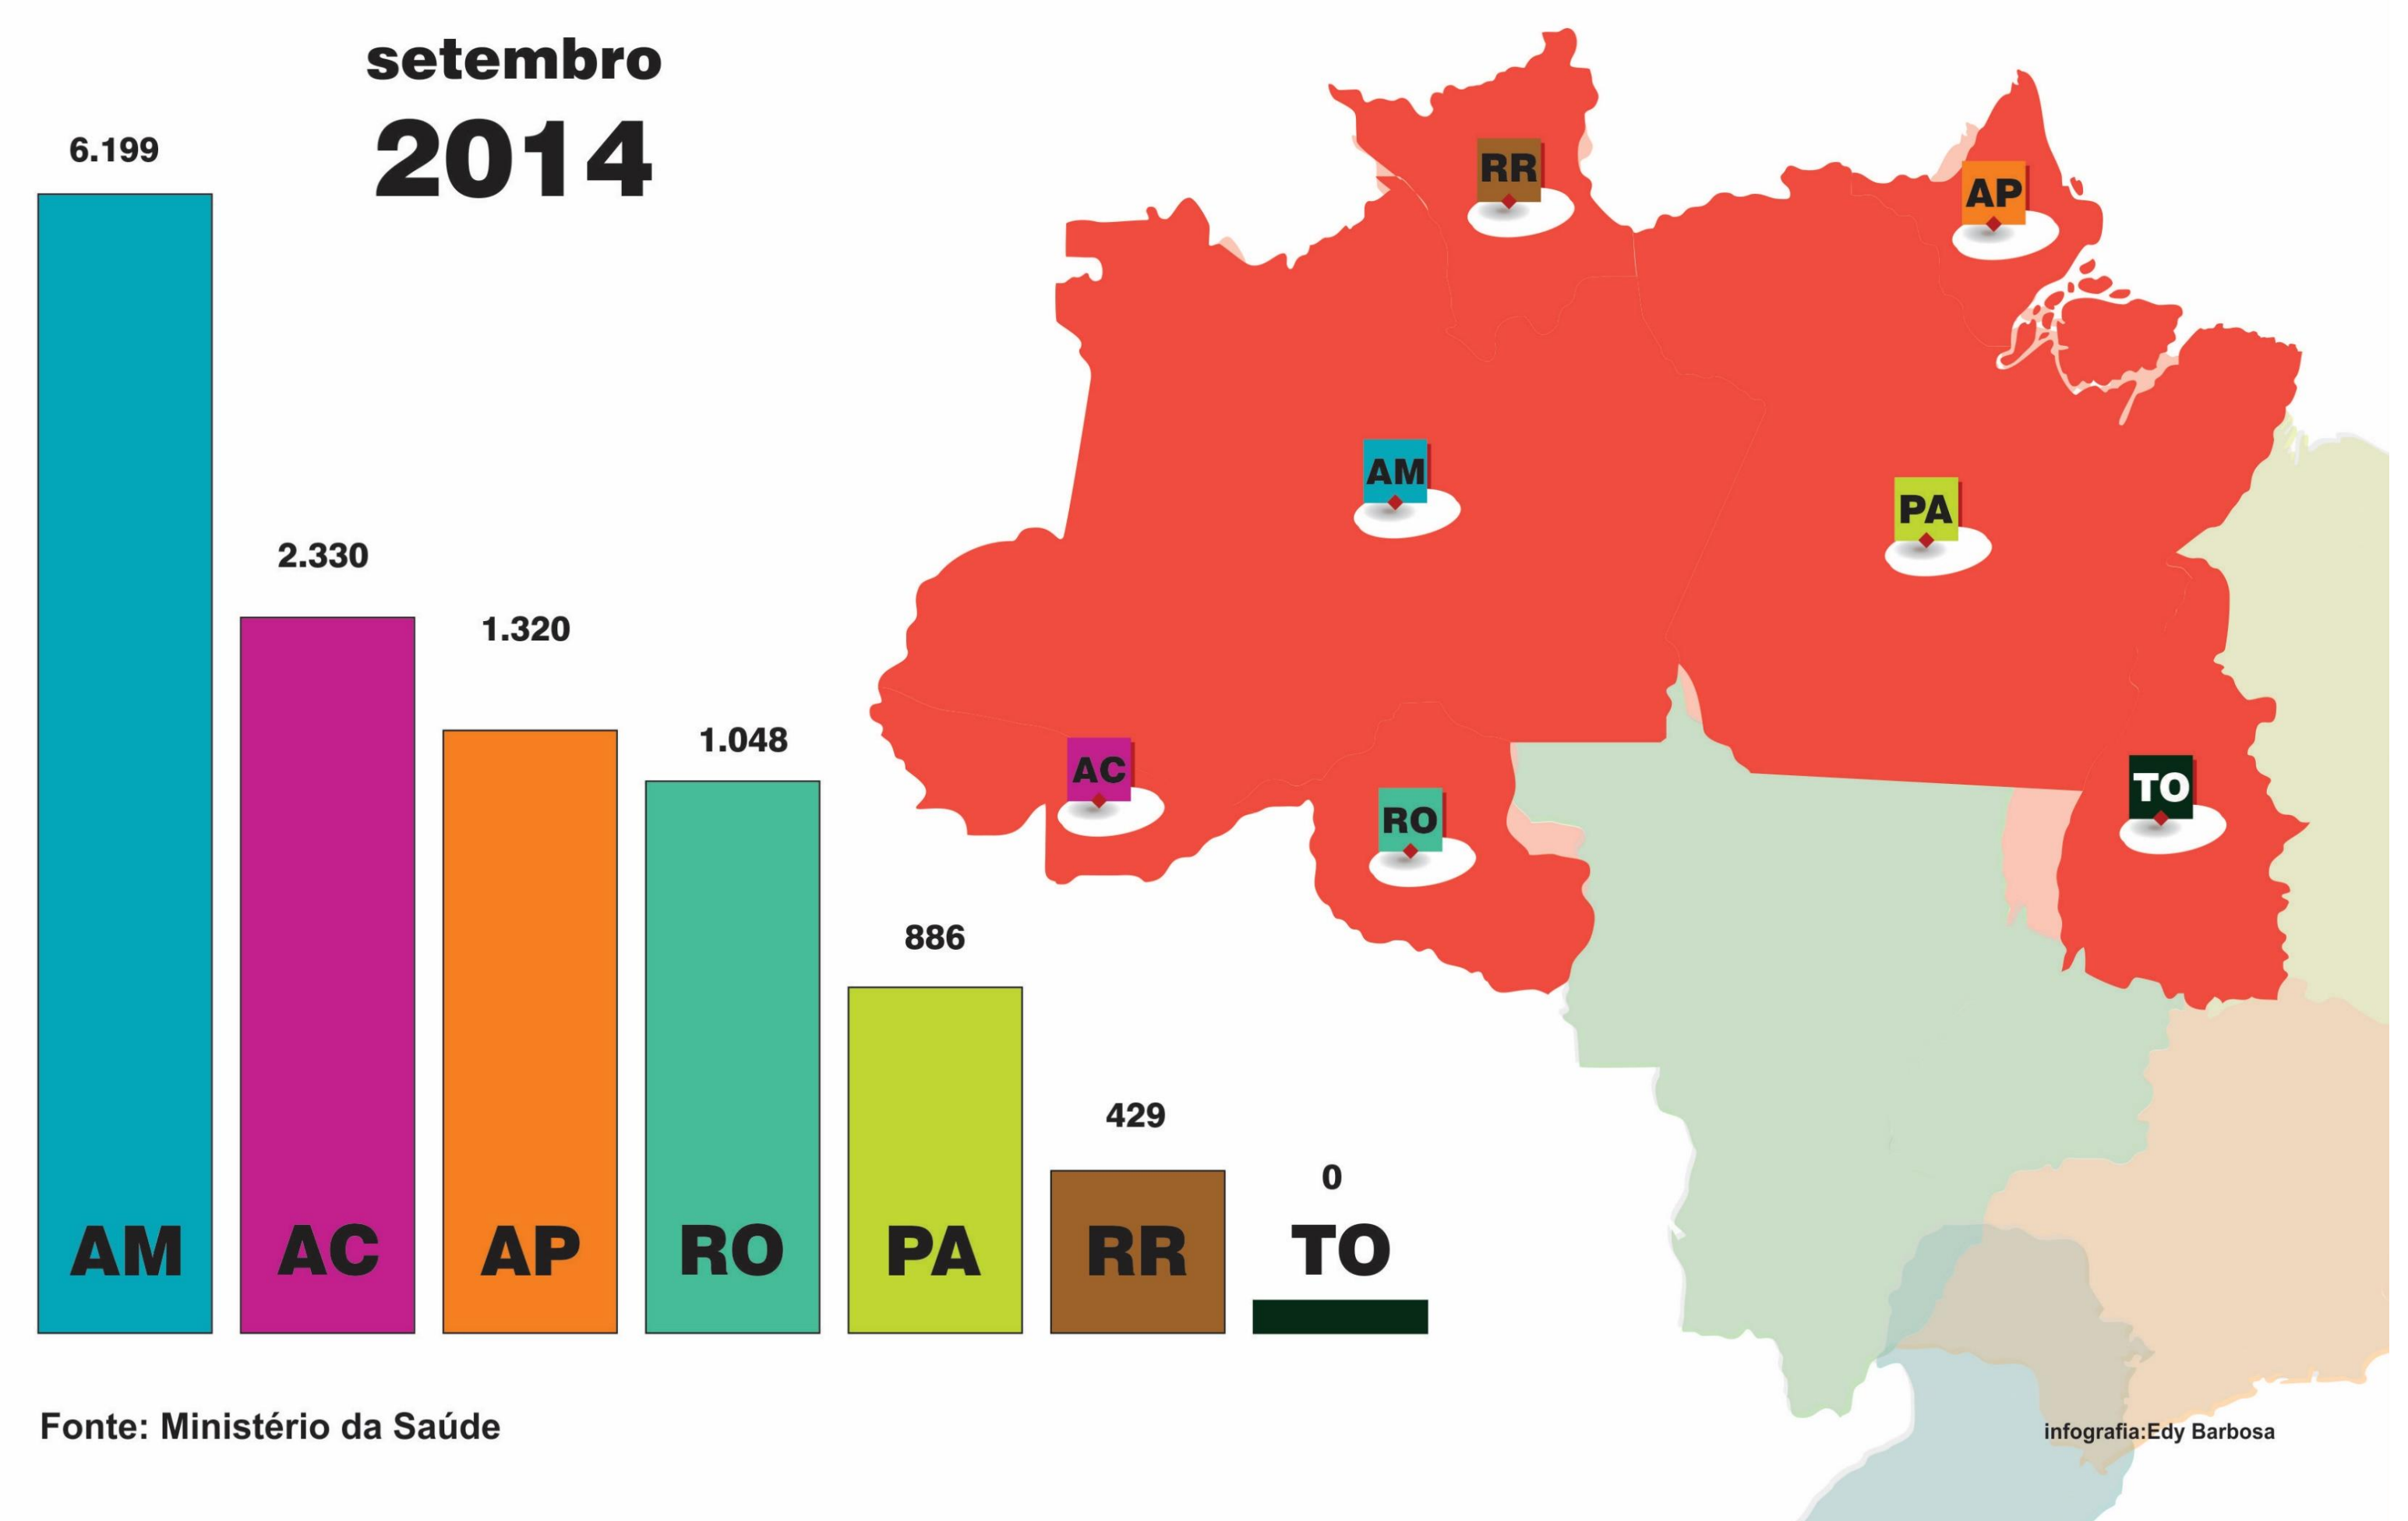 setembro
2014
6.199
2.330
1.320
1.048
886
429
0
AM
AC
AP
RO
PA
RR
TO
RR
AP
AM
PA
AC
RO
TO
Fonte: Ministério da Saúde
infografia:Edy Barbosa